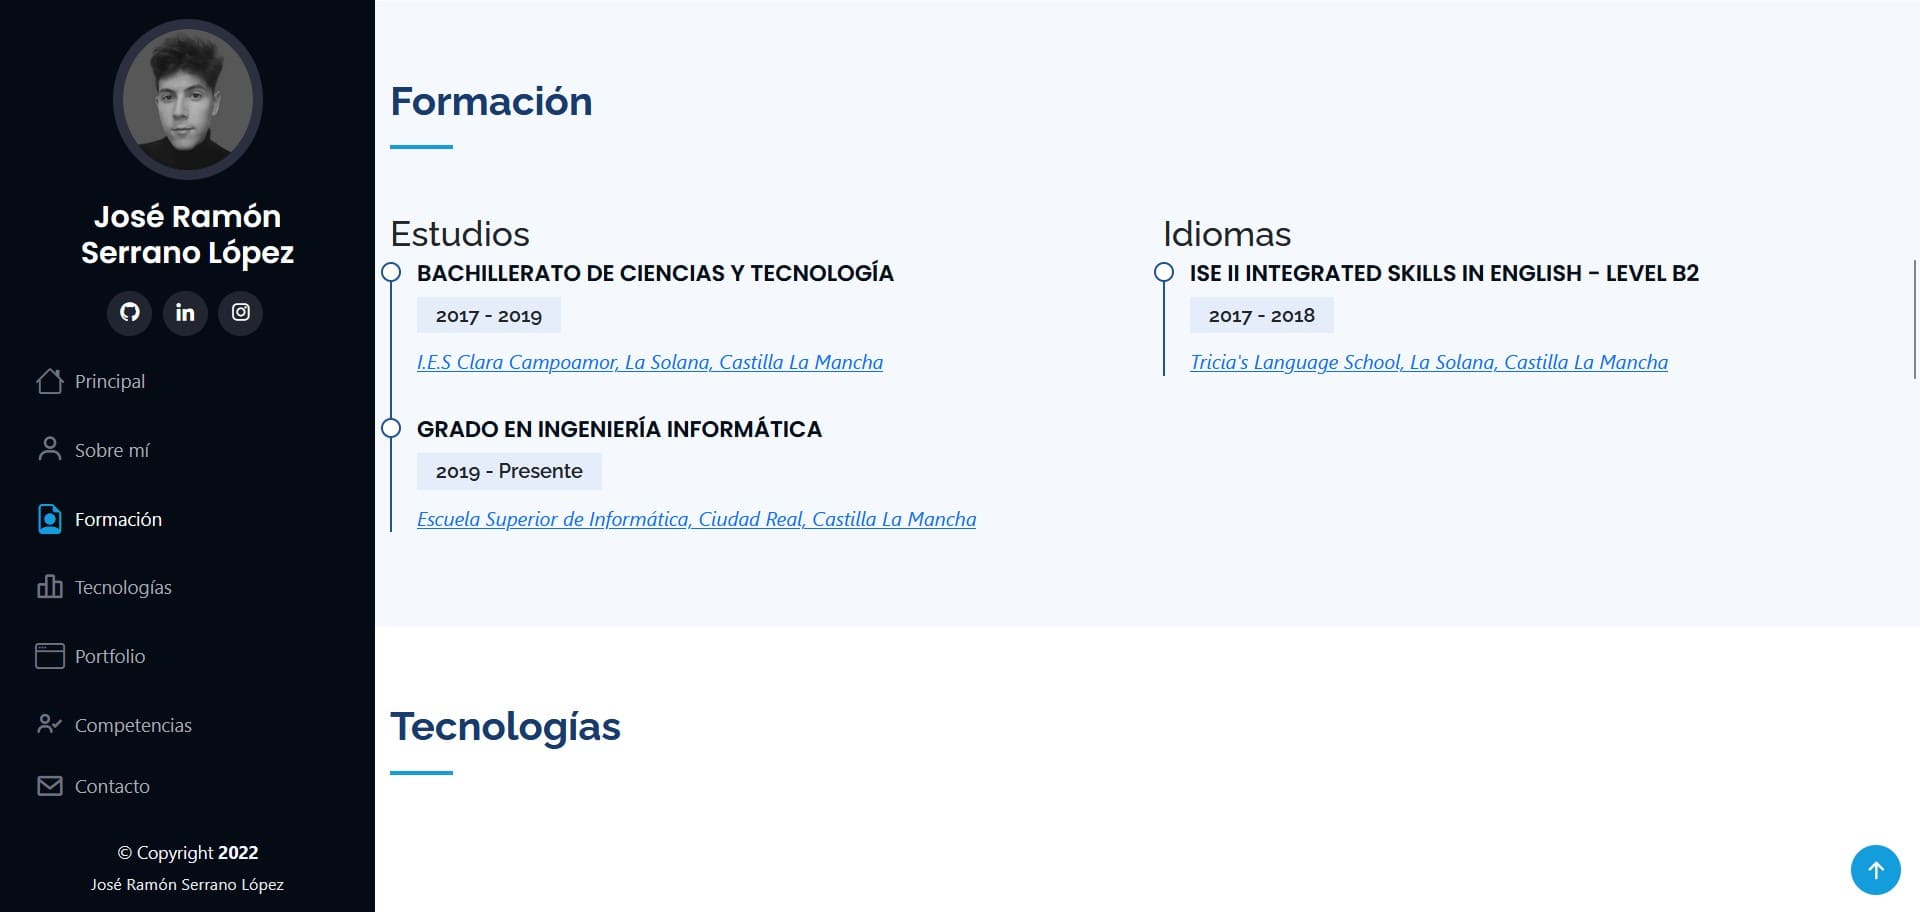 José Ramón
Serrano López
Principal
Sobre mí
Formación
Tecnologías
Portfolio
Competencias
Contacto
© Copyright 2022
José Ramón Serrano López
Formación
Estudios
BACHILLERATO DE CIENCIAS Y TECNOLOGÍA
2017 - 2019
I.E.S Clara Campoamor, La Solana, Castilla La Mancha
GRADO EN INGENIERÍA INFORMÁTICA
2019 - Presente
Escuela Superior de Informática, Ciudad Real, Castilla La Mancha
Idiomas
ISE II INTEGRATED SKILLS IN ENGLISH - LEVEL B2
2017 - 2018
Tricia's Language School, La Solana, Castilla La Mancha
Tecnologías